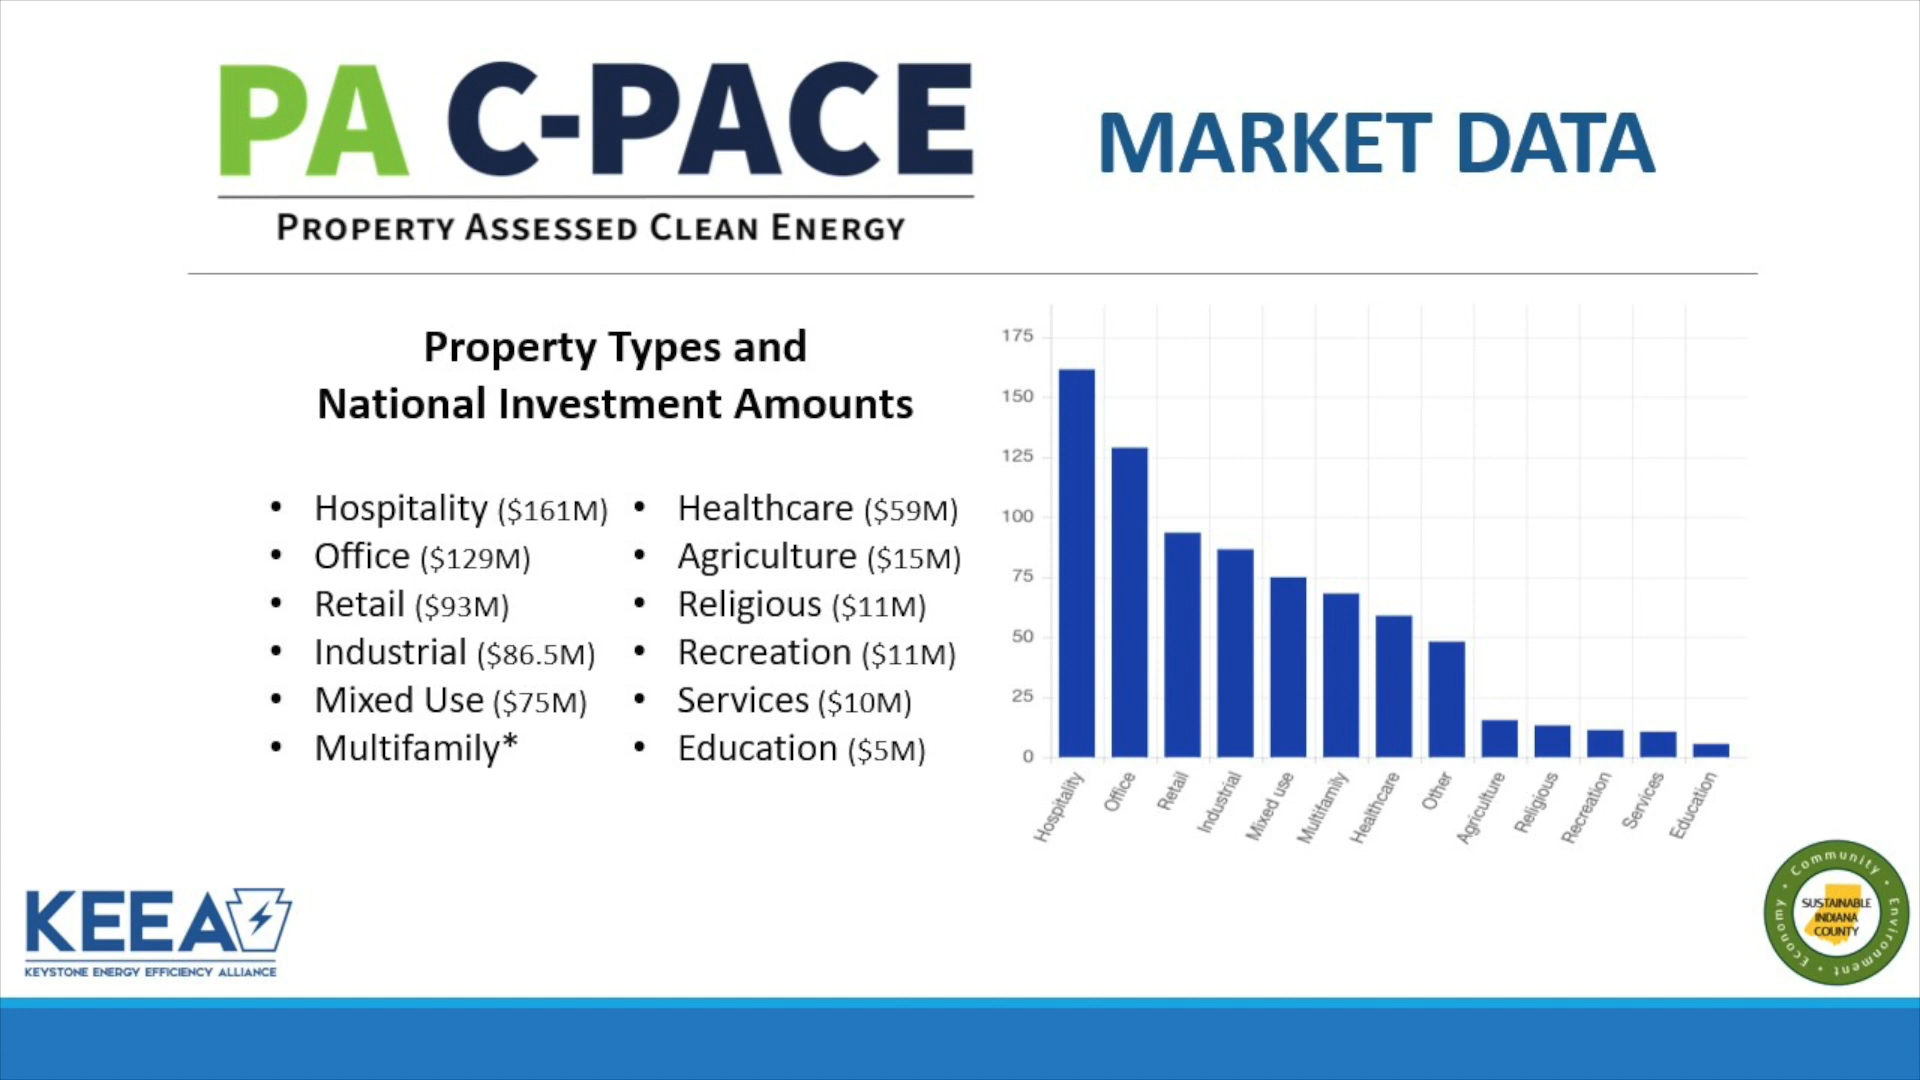 PA C-PACE
PROPERTY ASSESSED CLEAN ENERGY
MARKET DATA
Property Types and
National Investment Amounts
• Hospitality ($161M)
• Office ($129M)
• Retail ($93M)
• Industrial ($86.5M)
• Mixed Use ($75M)
• Multifamily*
• Healthcare ($59M)
• Agriculture ($15M)
• Religious ($11M)
• Recreation ($11M)
• Services ($10M)
• Education ($5M)
175
150
125
100
75
50
25
0
Hospitality
Office
Retail
Industrial
Mixed use
Multifamily
Healthcare
Other
Agriculture
Religious
Recreation
Services
Education
KEEA
KEYSTONE ENERGY EFFICIENCY ALLIANCE
Community • Environment • Economy •
SUSTAINABLE
INDIANA
COUNTY